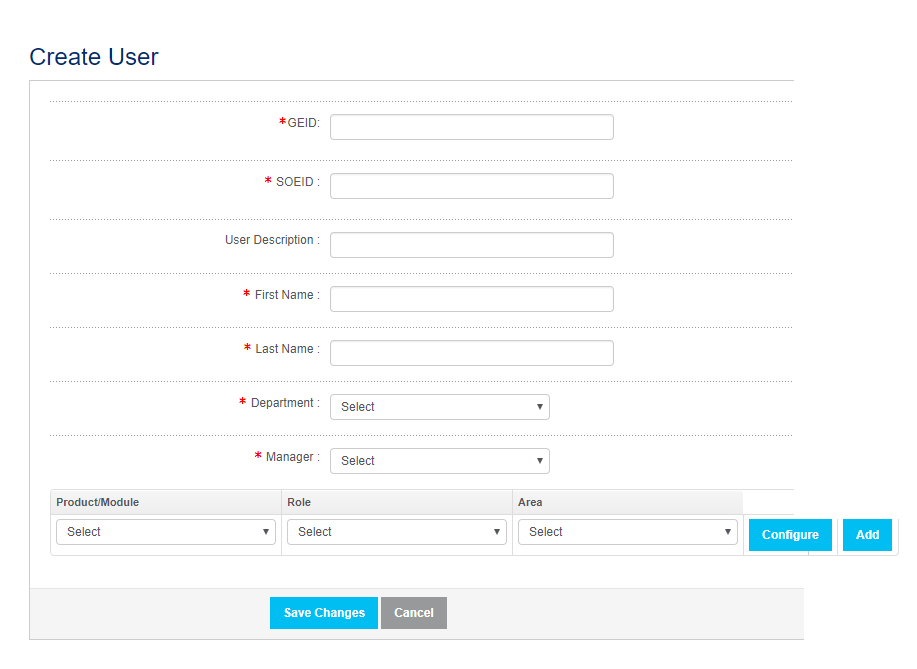 Create User
*GEID:
* SOEID :
User Description :
* First Name :
* Last Name :
* Department : Select
* Manager : Select
Product/Module Role Area
Select Select Select Configure Add
Save Changes Cancel